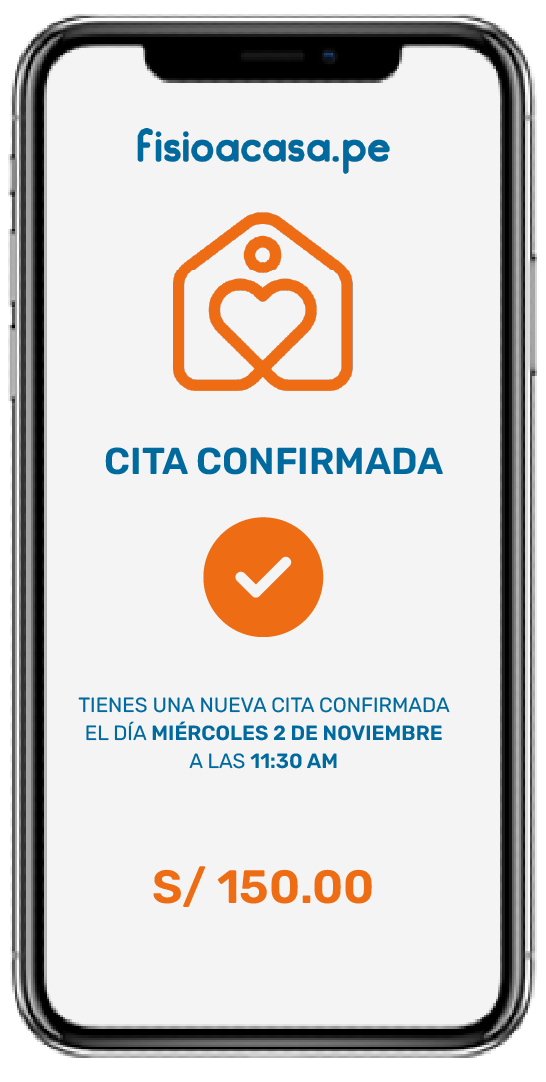 fisioacasa.pe
CITA CONFIRMADA
TIENES UNA NUEVA CITA CONFIRMADA
EL DÍA MIÉRCOLES 2 DE NOVIEMBRE
A LAS 11:30 AM
S/ 150.00